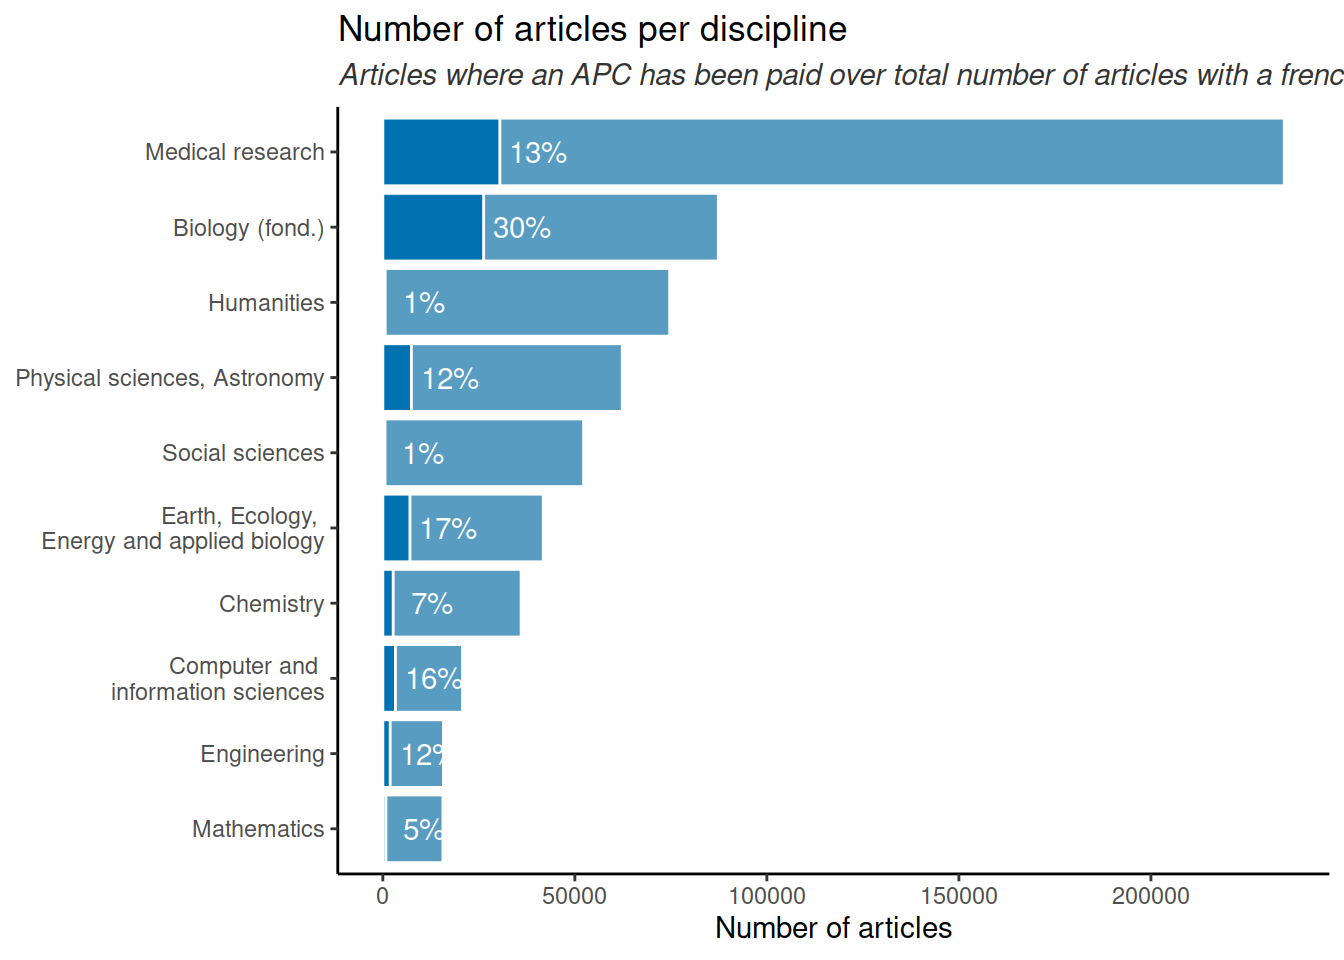 Number of articles per discipline
Articles where an APC has been paid over total number of articles with a frenc
Medical research
13%
Biology (fond.)
30%
Humanities
1%
Physical sciences, Astronomy
12%
Social sciences
1%
Earth, Ecology,
Energy and applied biology
17%
Chemistry
7%
Computer and
information sciences
16%
Engineering
12%
Mathematics
5%
0 50000 100000 150000 200000
Number of articles